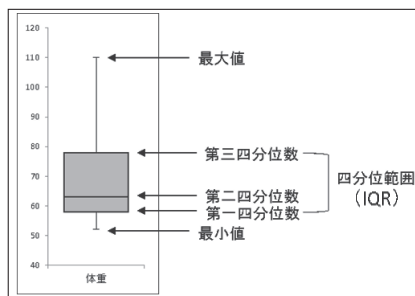 120
110
100
90
80
70
60
50
40
体重
最大値
第三四分位数
第二四分位数
第一四分位数
最小値
四分位範囲
（IQR）